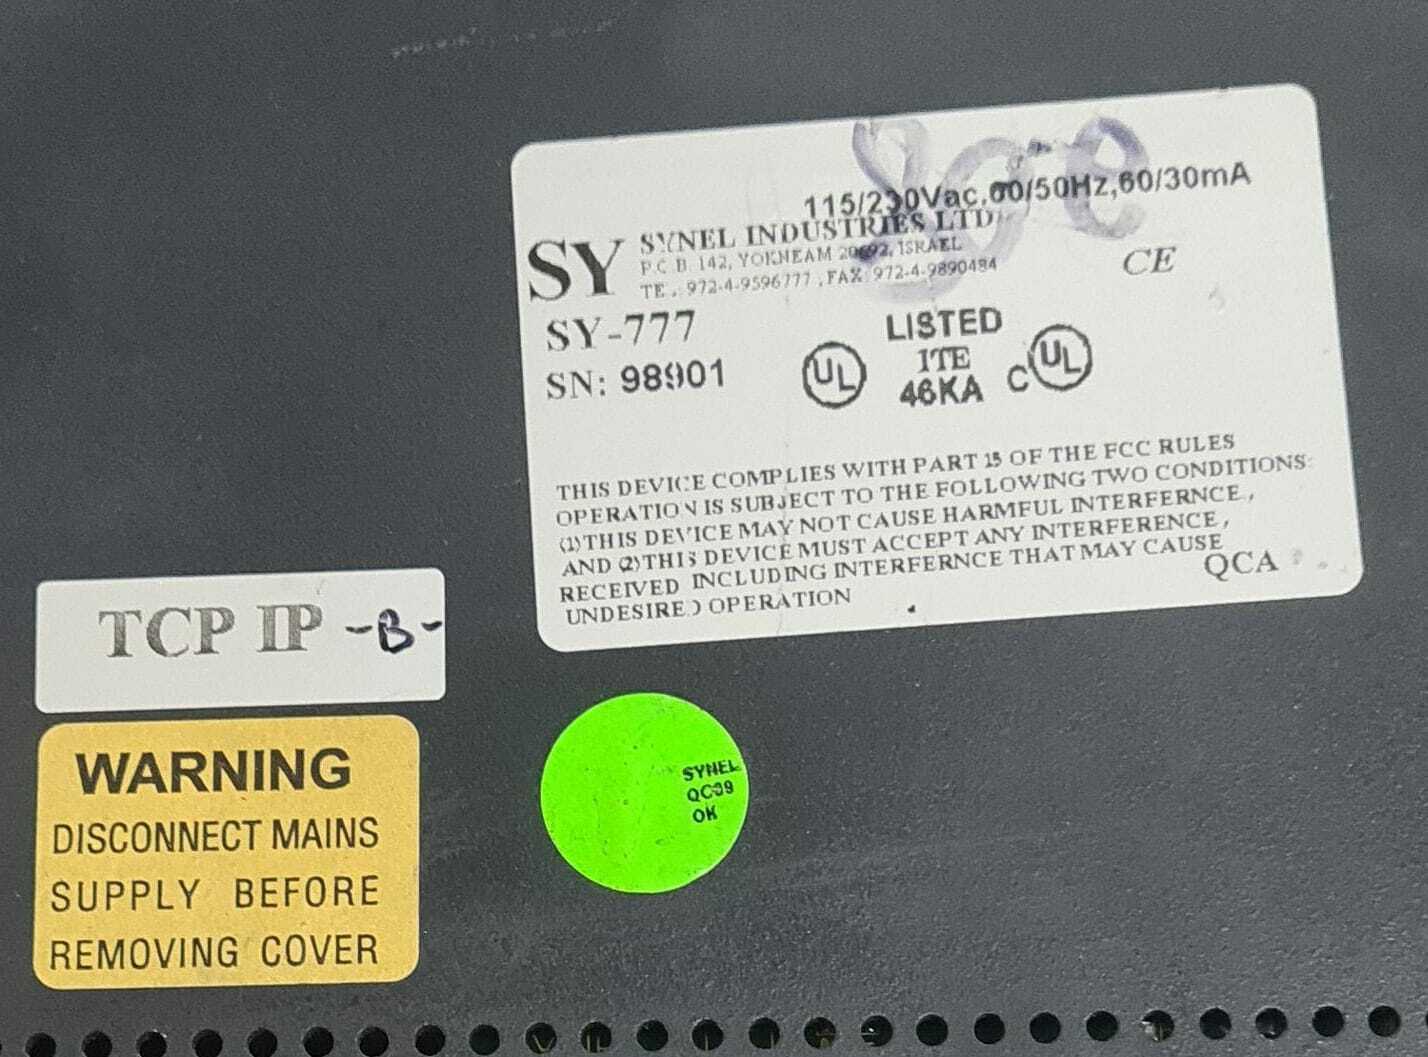 115/230Vac,60/50Hz,60/30mA
SY
SYNEL INDUSTRIES LTD
P.C.B. 142, YOKNEAM 20692, ISRAEL
TE. 972-4-9596777 , FAX 972-4-9890484
CE
SY-777
SN: 98901
UL
LISTED
ITE
46KA
C UL
THIS DEVICE COMPLIES WITH PART 15 OF THE FCC RULES
OPERATION IS SUBJECT TO THE FOLLOWING TWO CONDITIONS:
(1)THIS DEVICE MAY NOT CAUSE HARMFUL INTERFERNCE,
AND (2)THIS DEVICE MUST ACCEPT ANY INTERFERENCE,
RECEIVED INCLUDING INTERFERNCE THAT MAY CAUSE
UNDESIRED OPERATION
QCA
TCP IP -B-
WARNING
DISCONNECT MAINS
SUPPLY BEFORE
REMOVING COVER
SYNEL
QC09
OK